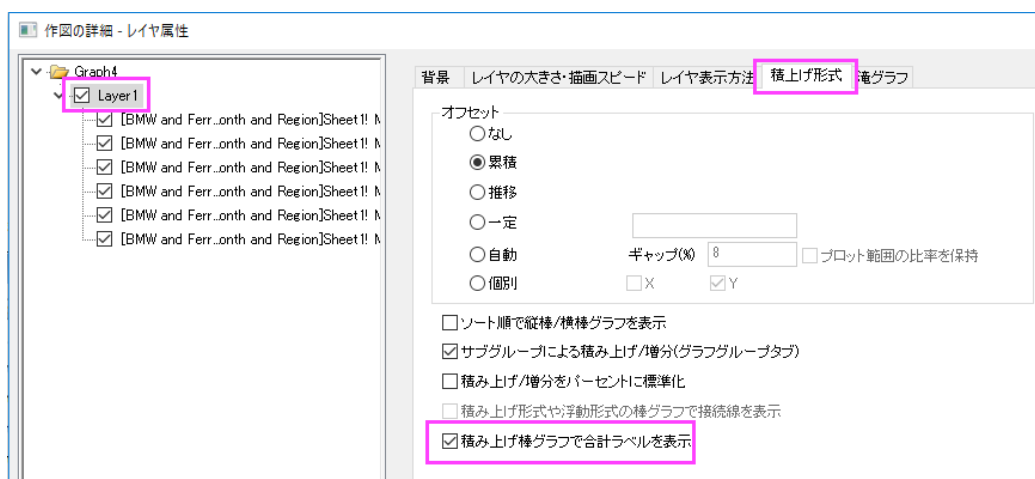 作図の詳細 - レイヤ属性
Graph4
Layer1
[BMW and Ferr...onth and Region]Sheet1! M
[BMW and Ferr...onth and Region]Sheet1! M
[BMW and Ferr...onth and Region]Sheet1! M
[BMW and Ferr...onth and Region]Sheet1! M
[BMW and Ferr...onth and Region]Sheet1! M
[BMW and Ferr...onth and Region]Sheet1! M
背景 レイヤの大きさ・描画スピード レイヤ表示方法 積上げ形式 滝グラフ
オフセット
なし
累積
推移
一定
自動 ギャップ(%) 8 プロット範囲の比率を保持
個別 X Y
ソート順で縦棒/横棒グラフを表示
サブグループによる積み上げ/増分(グラフグループタブ)
積み上げ/増分をパーセントに標準化
積み上げ形式や浮動形式の棒グラフで接続線を表示
積み上げ棒グラフで合計ラベルを表示